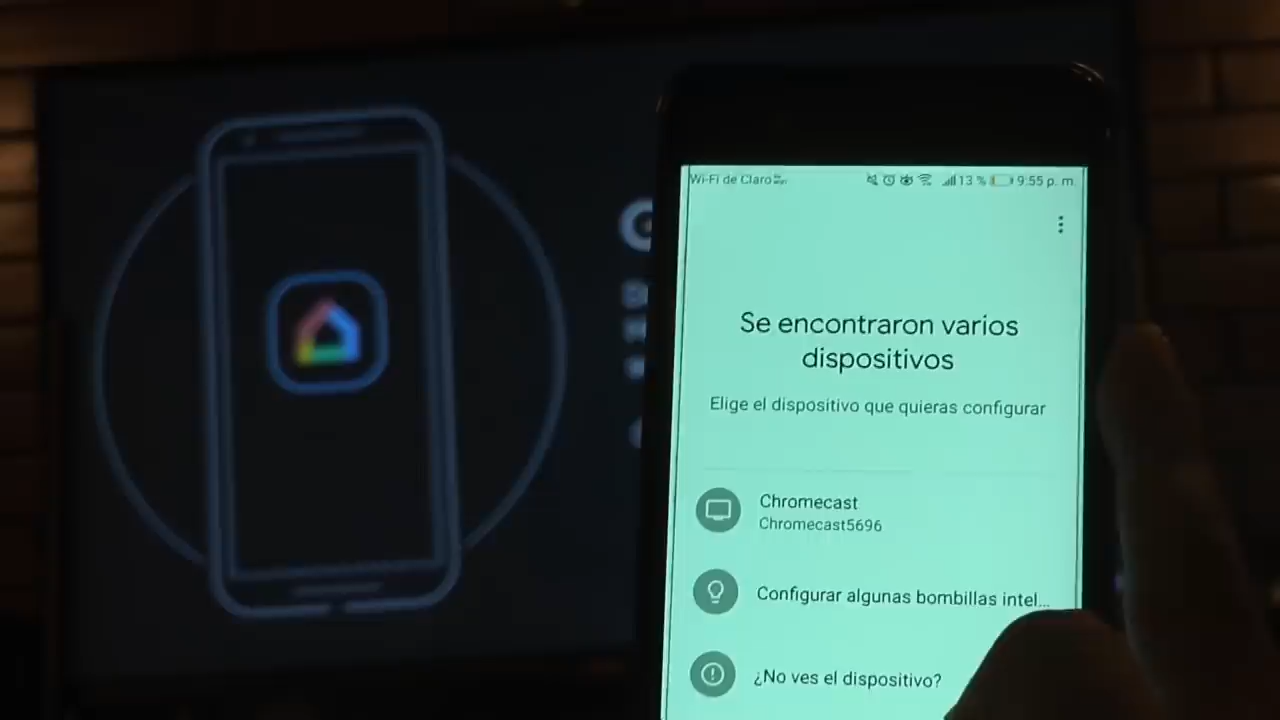 Wi-Fi de Claro
13 %
9:55 p. m.
Se encontraron varios
dispositivos
Elige el dispositivo que quieras configurar
Chromecast
Chromecast5696
Configurar algunas bombillas intel...
¿No ves el dispositivo?